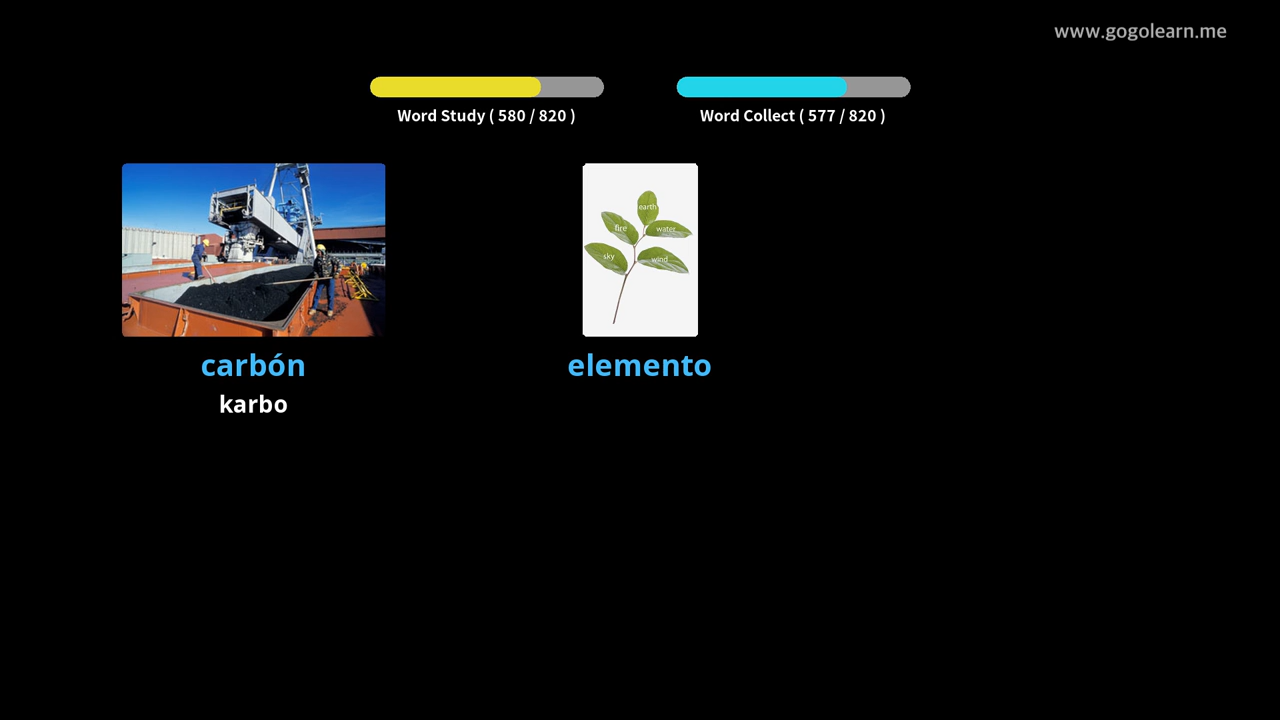 www.gogolearn.me
Word Study ( 580 / 820 )
Word Collect ( 577 / 820 )
earth
fire
water
sky
wind
carbón
elemento
karbo